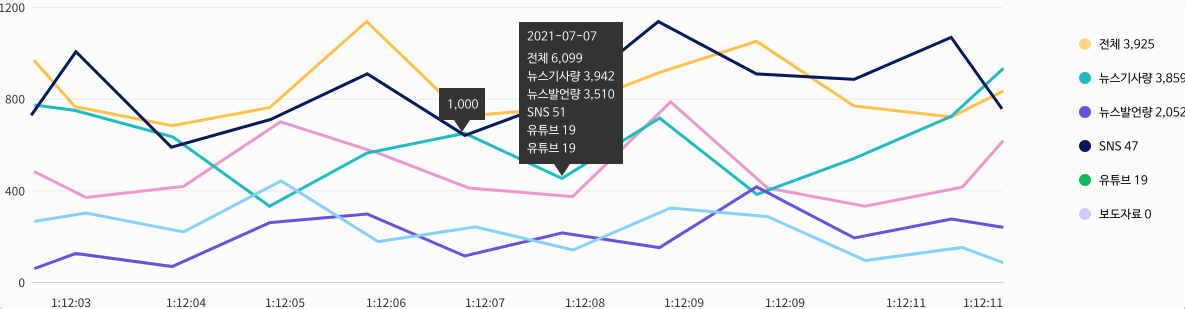 1200
800
400
0
1:12:03
1:12:04
1:12:05
1:12:06
1:12:07
1:12:08
1:12:09
1:12:09
1:12:11
1:12:11
1,000
2021-07-07
전체 6,099
뉴스기사량 3,942
뉴스발언량 3,510
SNS 51
유튜브 19
유튜브 19
전체 3,925
뉴스기사량 3,859
뉴스발언량 2,052
SNS 47
유튜브 19
보도자료 0